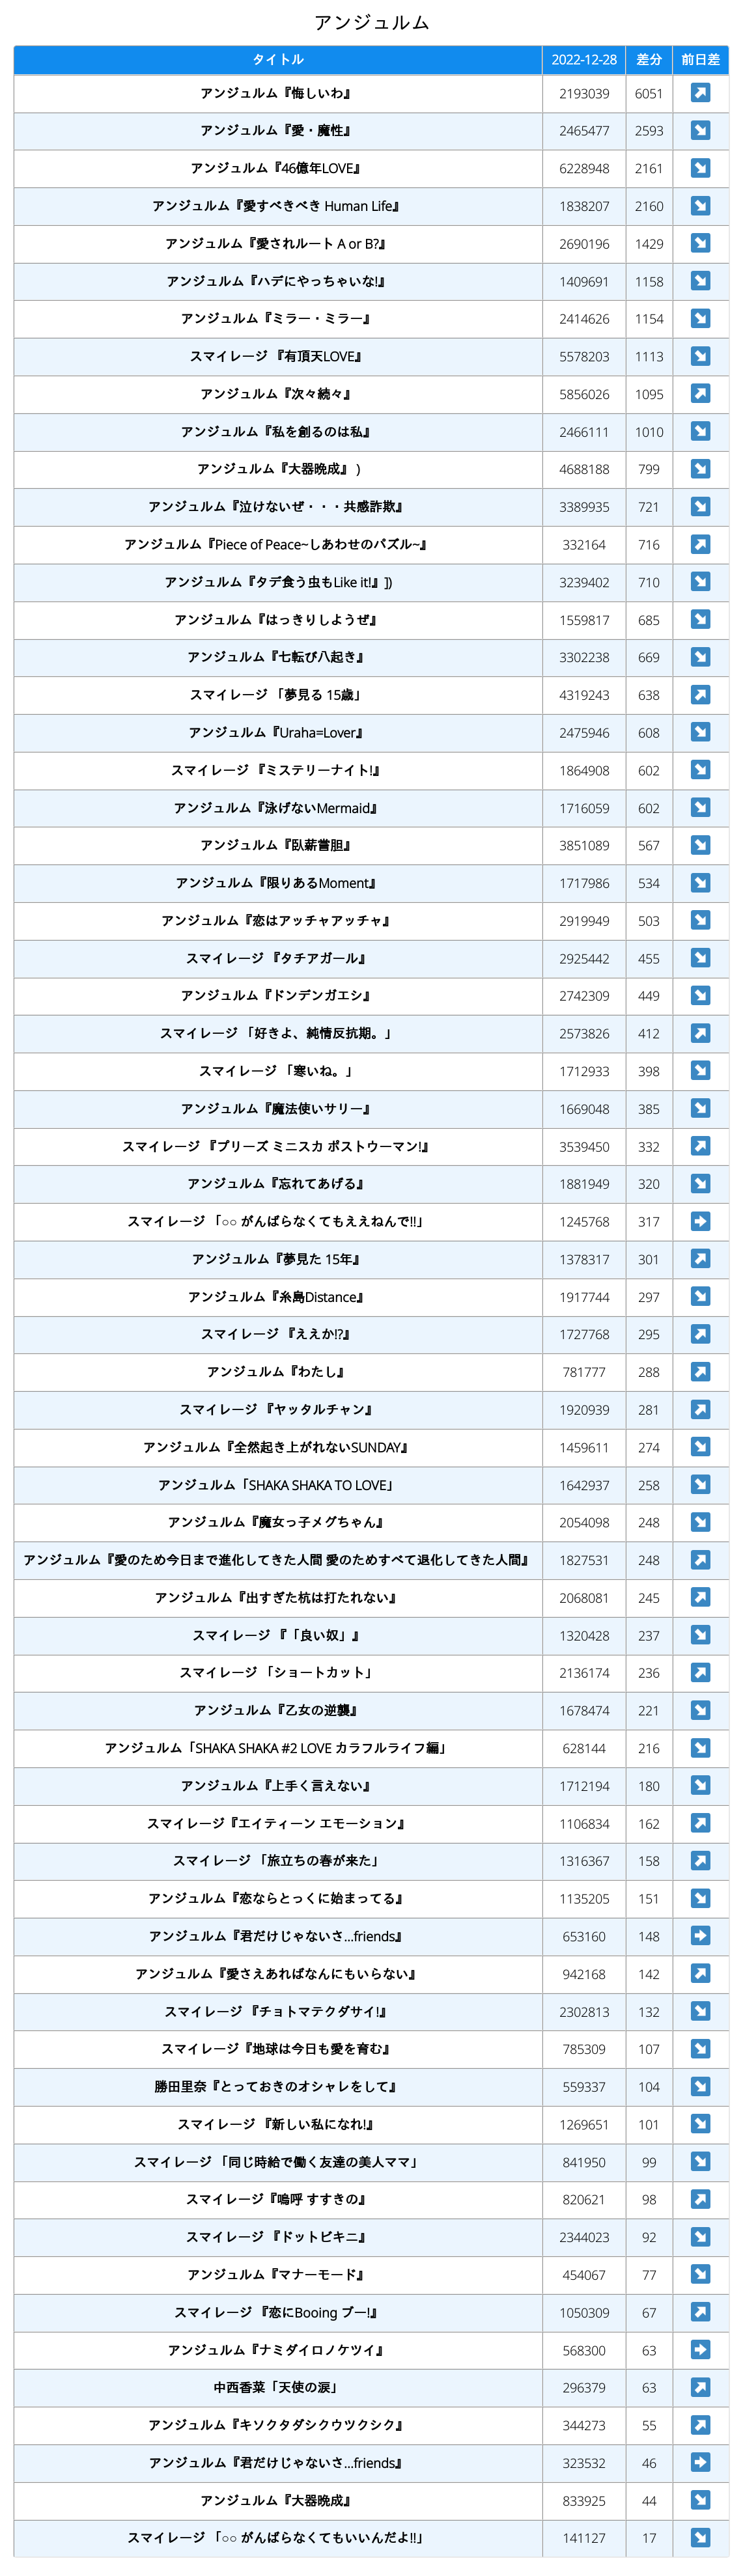 アンジュルム
タイトル 2022-12-28 差分 前日差
アンジュルム『悔しいわ』 2193039 6051 ↗
アンジュルム『愛・魔性』 2465477 2593 ↘
アンジュルム『46億年LOVE』 6228948 2161 ↘
アンジュルム『愛すべきべき Human Life』 1838207 2160 ↘
アンジュルム『愛されルート A or B?』 2690196 1429 ↘
アンジュルム『ハデにやっちゃいな!』 1409691 1158 ↘
アンジュルム『ミラー・ミラー』 2414626 1154 ↘
スマイレージ 『有頂天LOVE』 5578203 1113 ↘
アンジュルム『次々続々』 5856026 1095 ↗
アンジュルム『私を創るのは私』 2466111 1010 ↘
アンジュルム『大器晩成』 ) 4688188 799 ↘
アンジュルム『泣けないぜ・・・共感詐欺』 3389935 721 ↘
アンジュルム『Piece of Peace~しあわせのパズル~』 332164 716 ↗
アンジュルム『タデ食う虫もLike it!』]) 3239402 710 ↘
アンジュルム『はっきりしようぜ』 1559817 685 ↘
アンジュルム『七転び八起き』 3302238 669 ↘
スマイレージ 「夢見る 15歳」 4319243 638 ↗
アンジュルム『Uraha=Lover』 2475946 608 ↘
スマイレージ 『ミステリーナイト!』 1864908 602 ↘
アンジュルム『泳げないMermaid』 1716059 602 ↘
アンジュルム『臥薪嘗胆』 3851089 567 ↘
アンジュルム『限りあるMoment』 1717986 534 ↘
アンジュルム『恋はアッチャアッチャ』 2919949 503 ↘
スマイレージ 『タチアガール』 2925442 455 ↘
アンジュルム『ドンデンガエシ』 2742309 449 ↘
スマイレージ 「好きよ、純情反抗期。」 2573826 412 ↗
スマイレージ 「寒いね。」 1712933 398 ↘
アンジュルム『魔法使いサリー』 1669048 385 ↘
スマイレージ 『プリーズ ミニスカ ポストウーマン!』 3539450 332 ↗
アンジュルム『忘れてあげる』 1881949 320 ↘
スマイレージ 「○○ がんばらなくてもええねんで!!」 1245768 317 →
アンジュルム『夢見た 15年』 1378317 301 ↗
アンジュルム『糸島Distance』 1917744 297 ↘
スマイレージ 『ええか!?』 1727768 295 ↗
アンジュルム『わたし』 781777 288 ↗
スマイレージ 『ヤッタルチャン』 1920939 281 ↗
アンジュルム『全然起き上がれないSUNDAY』 1459611 274 ↘
アンジュルム「SHAKA SHAKA TO LOVE」 1642937 258 ↘
アンジュルム『魔女っ子メグちゃん』 2054098 248 ↘
アンジュルム『愛のため今日まで進化してきた人間 愛のためすべて退化してきた人間』 1827531 248 ↗
アンジュルム『出すぎた杭は打たれない』 2068081 245 ↗
スマイレージ 『「良い奴」』 1320428 237 ↘
スマイレージ 「ショートカット」 2136174 236 ↗
アンジュルム『乙女の逆襲』 1678474 221 ↘
アンジュルム「SHAKA SHAKA #2 LOVE カラフルライフ編」 628144 216 ↘
アンジュルム『上手く言えない』 1712194 180 ↘
スマイレージ『エイティーン エモーション』 1106834 162 ↗
スマイレージ 「旅立ちの春が来た」 1316367 158 ↗
アンジュルム『恋ならとっくに始まってる』 1135205 151 ↘
アンジュルム『君だけじゃないさ...friends』 653160 148 →
アンジュルム『愛さえあればなんにもいらない』 942168 142 ↗
スマイレージ 『チョトマテクダサイ!』 2302813 132 ↘
スマイレージ『地球は今日も愛を育む』 785309 107 ↘
勝田里奈『とっておきのオシャレをして』 559337 104 ↘
スマイレージ 『新しい私になれ!』 1269651 101 ↘
スマイレージ 「同じ時給で働く友達の美人ママ」 841950 99 ↘
スマイレージ『嗚呼 すすきの』 820621 98 ↗
スマイレージ 『ドットビキニ』 2344023 92 ↘
アンジュルム『マナーモード』 454067 77 ↘
スマイレージ 『恋にBooing ブー!』 1050309 67 ↗
アンジュルム『ナミダイロノケツイ』 568300 63 →
中西香菜「天使の涙」 296379 63 ↗
アンジュルム『キソクタダシクウツクシク』 344273 55 ↗
アンジュルム『君だけじゃないさ...friends』 323532 46 →
アンジュルム『大器晩成』 833925 44 ↘
スマイレージ 「○○ がんばらなくてもいいんだよ!!」 141127 17 ↘